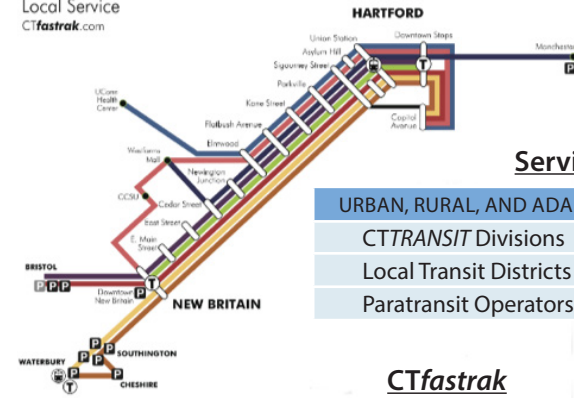 Local Service
CTfastrak.com
HARTFORD
Union Station
Downtown Stops
Asylum Hill
Sigourney Street
Manchester
P
T
Parkville
UConn
Health
Center
Kane Street
Capitol
Avenue
Flatbush Avenue
Elmwood
Westfarms
Mall
Newington
Junction
CCSU
Cedar Street
East Street
E. Main
Street
BRISTOL
P P P
Downtown
New Britain
P
T
NEW BRITAIN
P
P
P P
SOUTHINGTON
WATERBURY
P
P
T
CHESHIRE
Servi
URBAN, RURAL, AND ADA
CTTRANSIT Divisions
Local Transit Districts
Paratransit Operators
CTfastrak